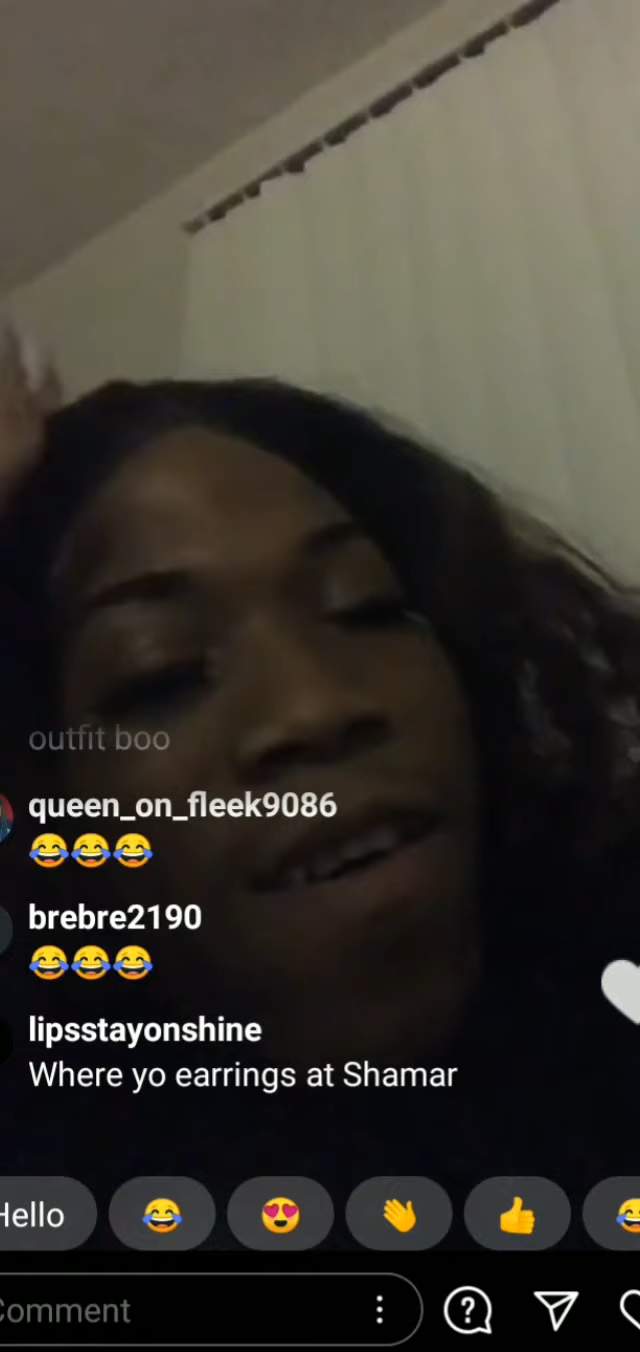 outfit boo
queen_on_fleek9086
😂😂😂
brebre2190
😂😂😂
lipsstayonshine
Where yo earrings at Shamar
Hello
Comment